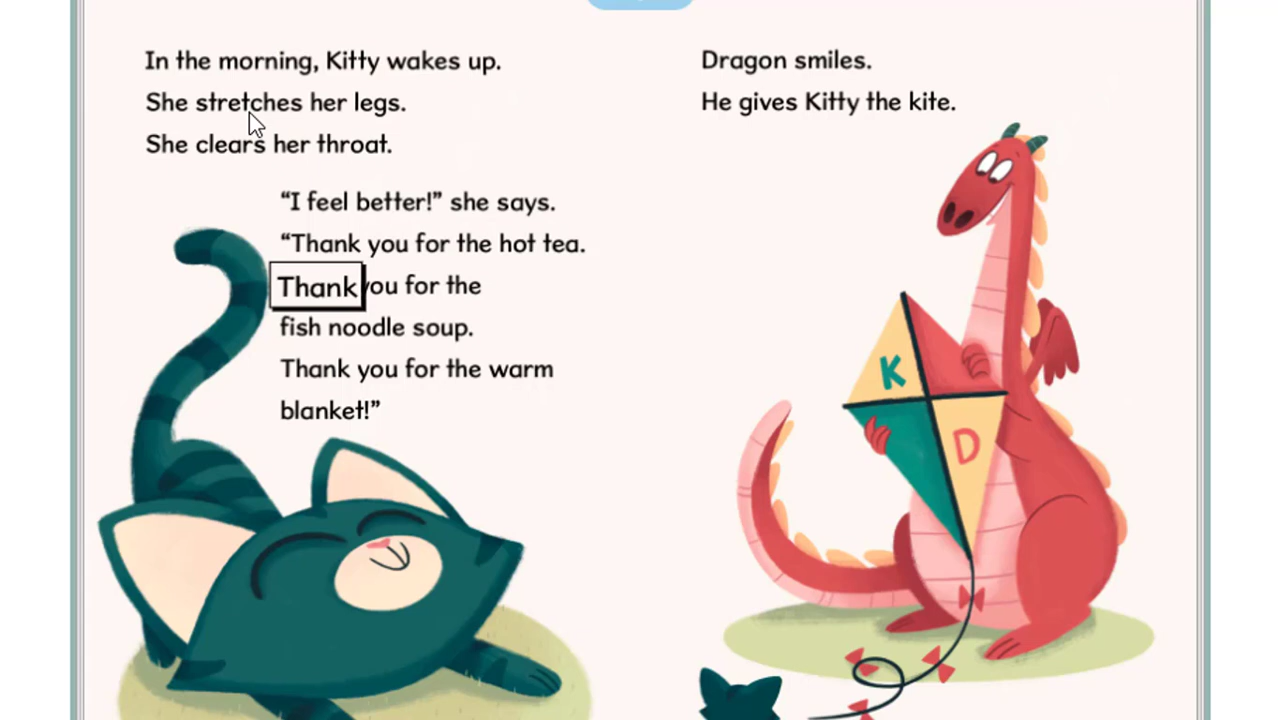 In the morning, Kitty wakes up.
She stretches her legs.
She clears her throat.
“I feel better!” she says.
“Thank you for the hot tea.
Thank you for the
fish noodle soup.
Thank you for the warm
blanket!”
Dragon smiles.
He gives Kitty the kite.
K
D